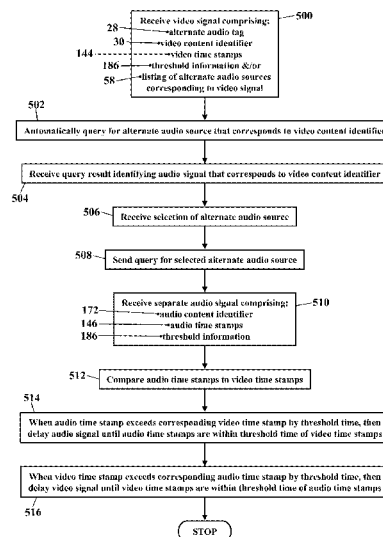 Receive video signal comprising:
500
28
•alternate audio tag
30
•video content identifier
144
•video time stamps
186
•threshold information &/or
58
•listing of alternate audio sources
corresponding to video signal
502
Automatically query for alternate audio source that corresponds to video content identifier
Receive query result identifying audio signal that corresponds to video content identifier
504
506
Receive selection of alternate audio source
508
Send query for selected alternate audio source
Receive separate audio signal comprising:
510
172
•audio content identifier
146
•audio time stamps
186
•threshold information
512
Compare audio time stamps to video time stamps
514
When audio time stamp exceeds corresponding video time stamp by threshold time, then
delay audio signal until audio time stamps are within threshold time of video time stamps
When video time stamp exceeds corresponding audio time stamp by threshold time, then
delay video signal until video time stamps are within threshold time of audio time stamps
516
STOP